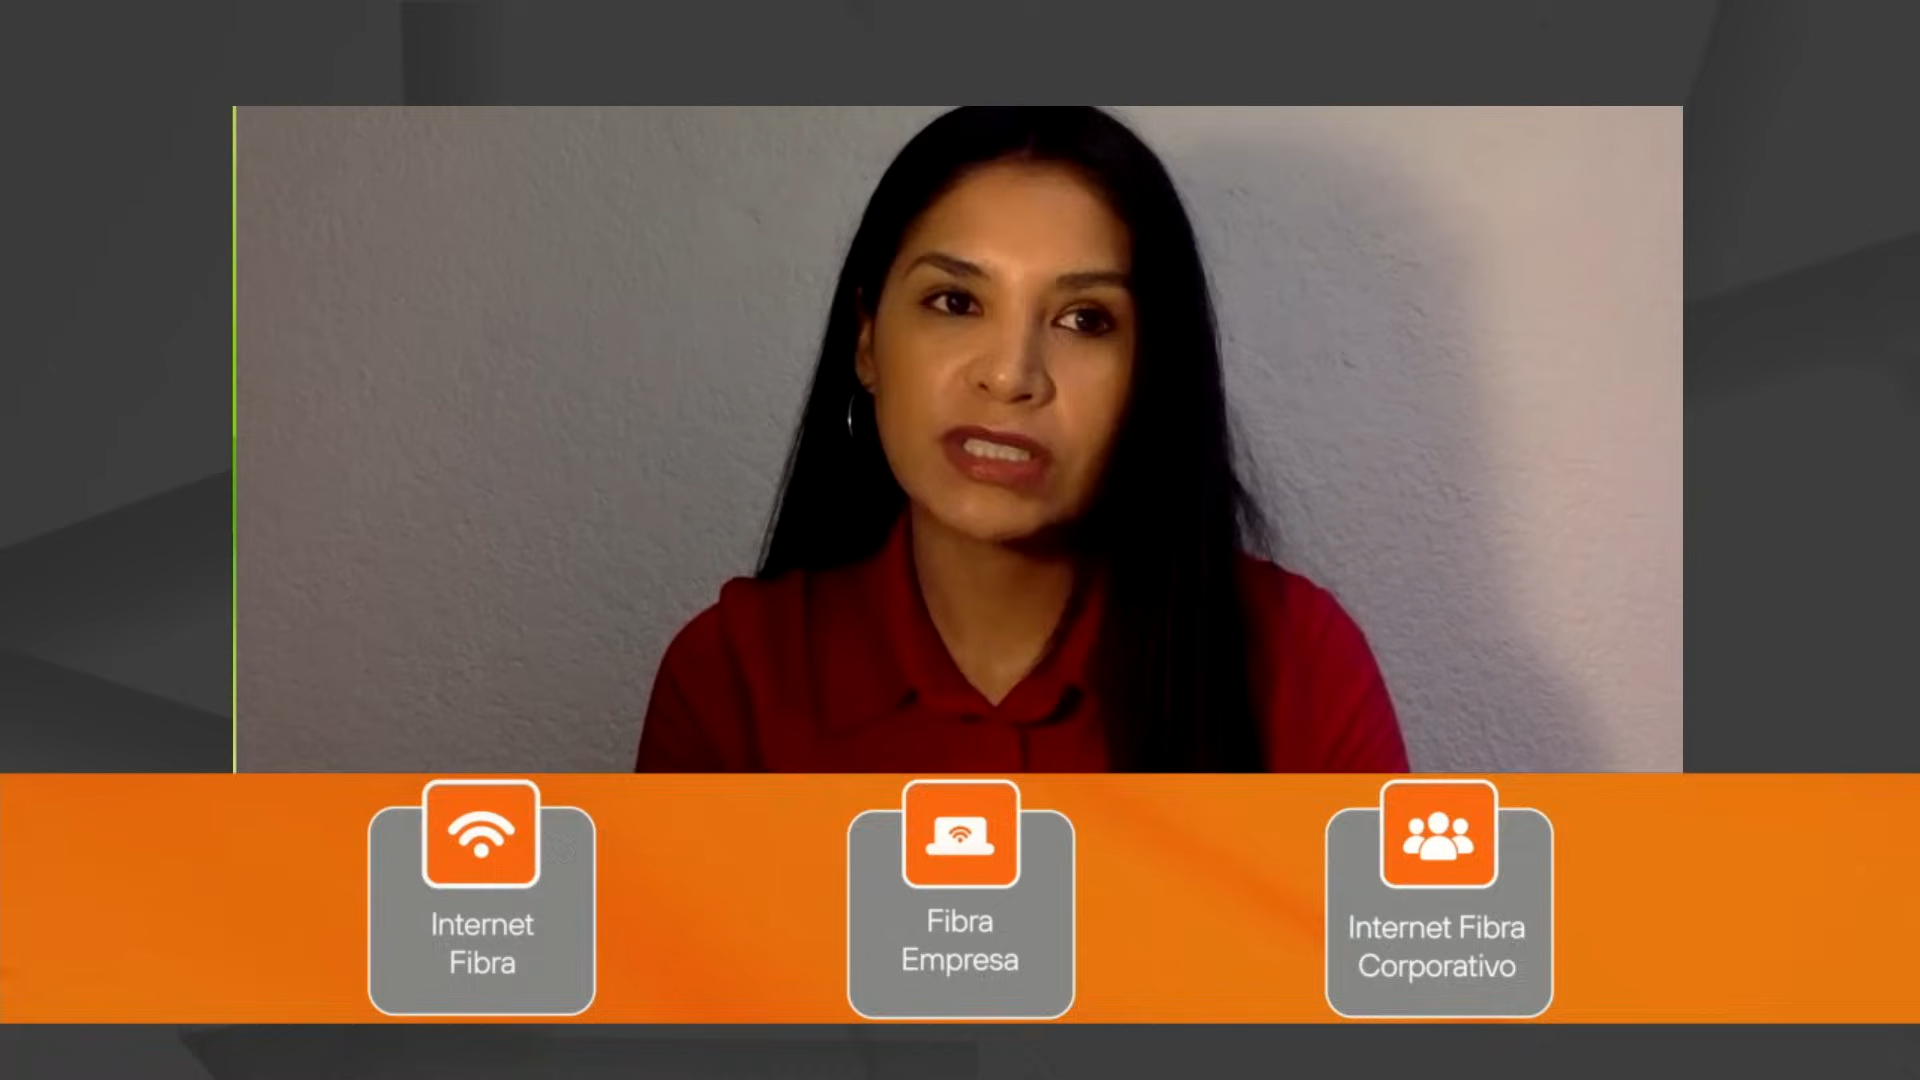 Internet
Fibra
Fibra
Empresa
Internet Fibra
Corporativo